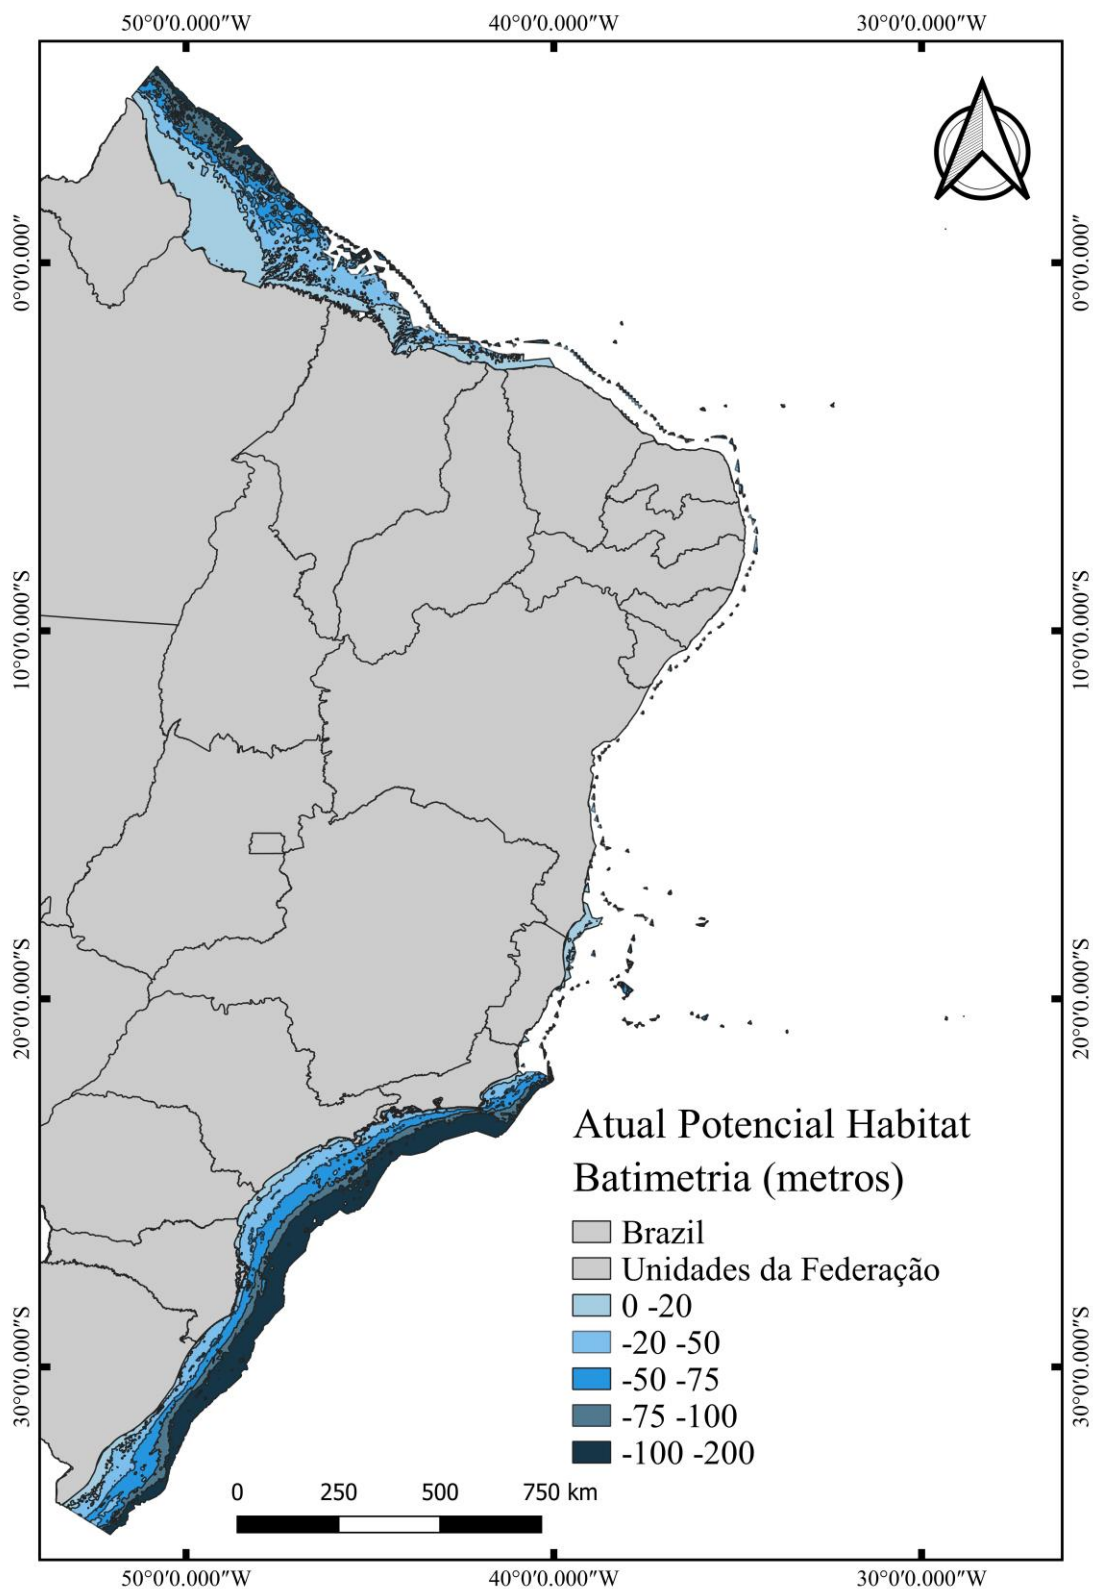 50°0'0.000"W 40°0'0.000"W 30°0'0.000"W
0°0'0.000" 0°0'0.000"
10°0'0.000"S 10°0'0.000"S
20°0'0.000"S 20°0'0.000"S
Atual Potencial Habitat
Batimetria (metros)
Brazil
Unidades da Federação
0 -20
-20 -50
30°0'0.000"S 30°0'0.000"S
-50 -75
-75 -100
-100 -200
0 250 500 750 km
50°0'0.000"W 40°0'0.000"W 30°0'0.000"W